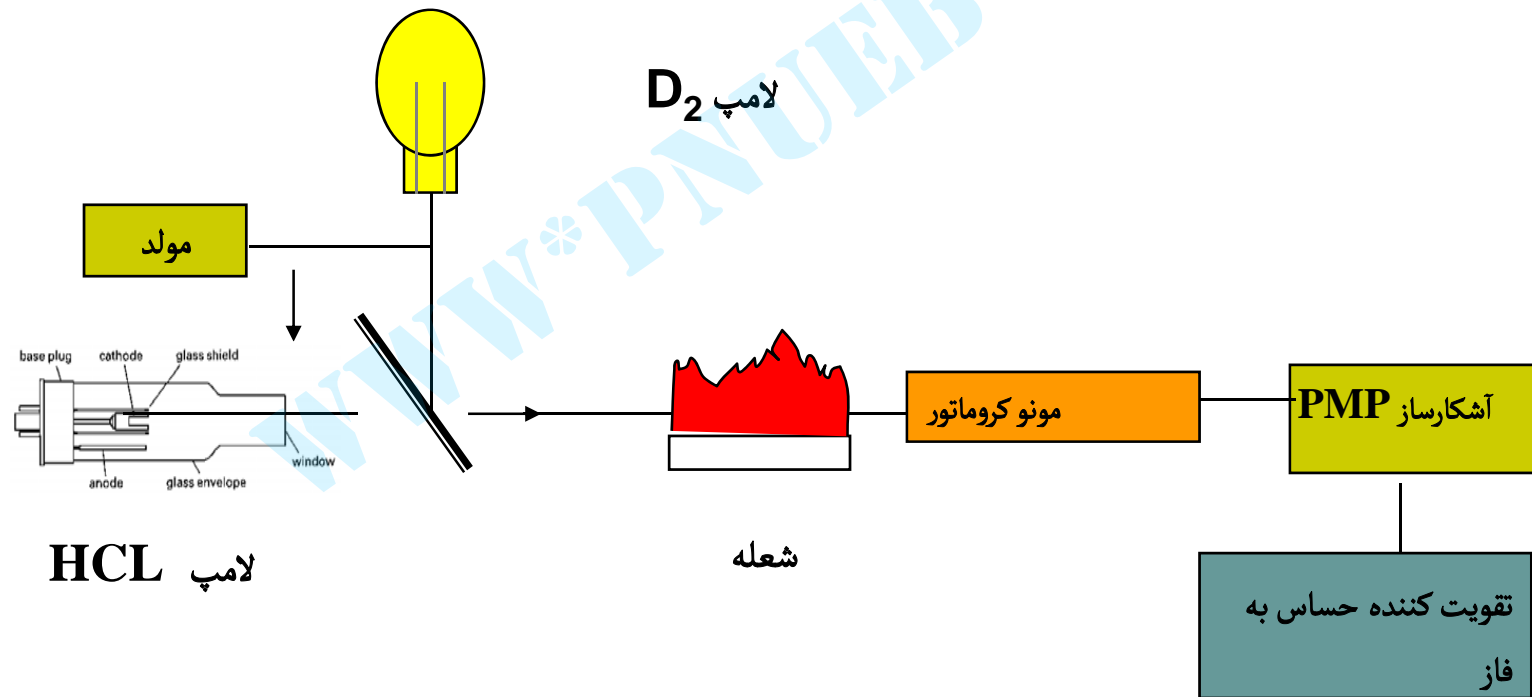 WWW*PNUEB
لامپ D2
مولد
base plug
cathode
glass shield
anode
glass envelope
window
لامپ HCL
شعله
مونو کروماتور
آشکارساز PMP
تقویت کننده حساس به
فاز